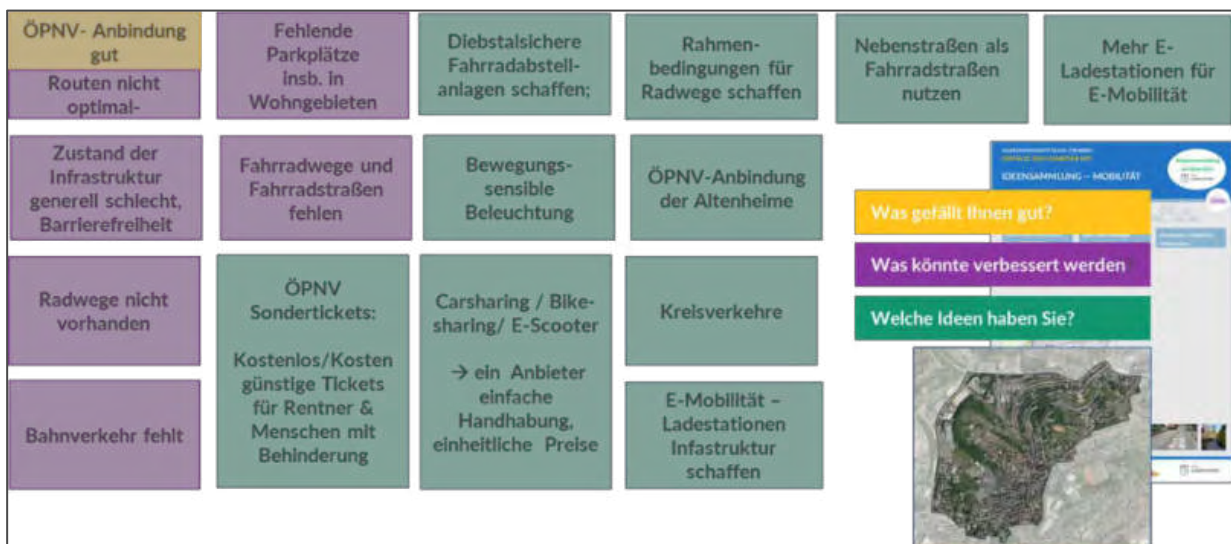 ÖPNV- Anbindung
gut
Routen nicht
optimal-
Fehlende
Parkplätze
insb. in
Wohngebieten
Diebstalsichere
Fahrradabstell-
anlagen schaffen;
Rahmen-
bedingungen für
Radwege schaffen
Nebenstraßen als
Fahrradstraßen
nutzen
Mehr E-
Ladestationen für
E-Mobilität
Zustand der
Infrastruktur
generell schlecht,
Barrierefreiheit
Fahrradwege und
Fahrradstraßen
fehlen
Bewegungs-
sensible
Beleuchtung
ÖPNV-Anbindung
der Altenheime
Radwege nicht
vorhanden
ÖPNV
Sondertickets:
Kostenlos/Kosten
günstige Tickets
für Rentner &
Menschen mit
Behinderung
Carsharing / Bike-
sharing/ E-Scooter
→ ein Anbieter
einfache
Handhabung,
einheitliche Preise
Kreisverkehre
Bahnverkehr fehlt
E-Mobilität –
Ladestationen
Infastruktur
schaffen
IDEENSAMMLUNG – MOBILITÄT
Was gefällt Ihnen gut?
Was könnte verbessert werden
Welche Ideen haben Sie?